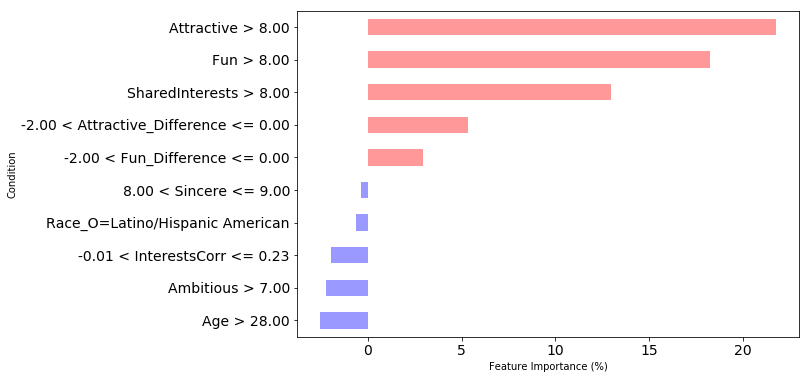 Attractive > 8.00
Fun > 8.00
SharedInterests > 8.00
-2.00 < Attractive_Difference <= 0.00
-2.00 < Fun_Difference <= 0.00
8.00 < Sincere <= 9.00
Race_O=Latino/Hispanic American
-0.01 < InterestsCorr <= 0.23
Ambitious > 7.00
Age > 28.00
Condition
0 5 10 15 20
Feature Importance (%)